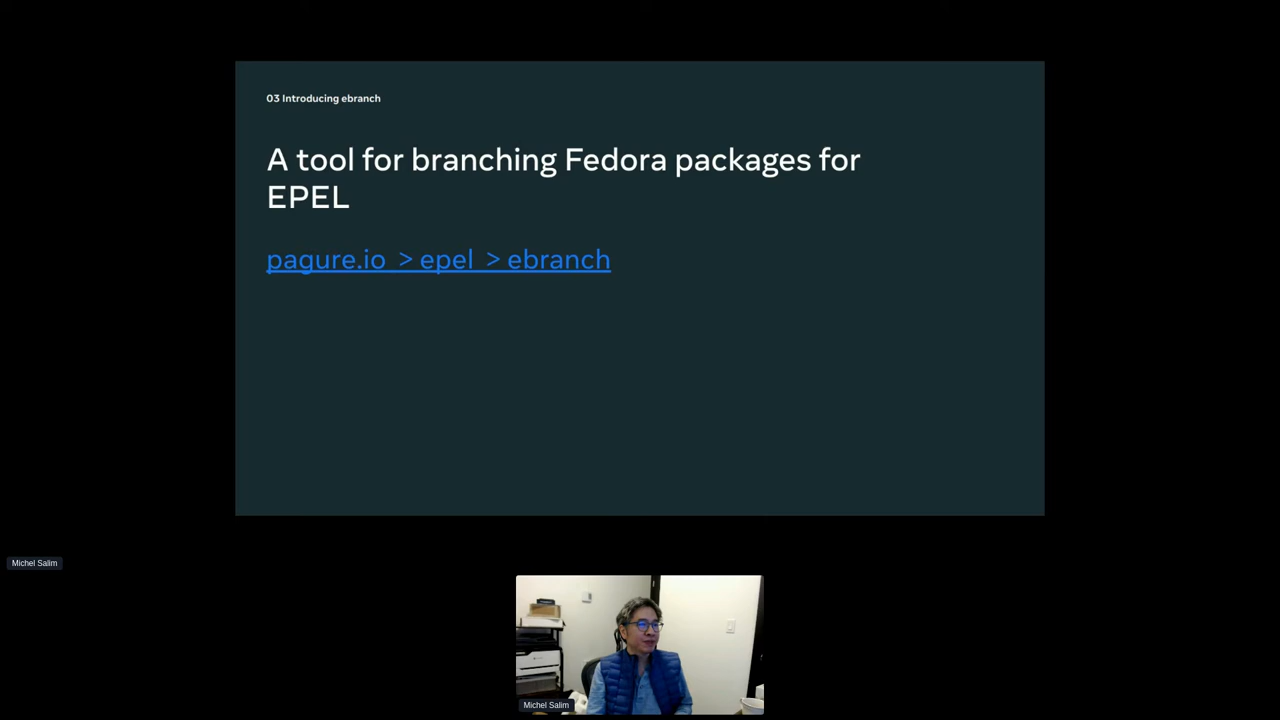 03 Introducing ebranch
A tool for branching Fedora packages for
EPEL
pagure.io > epel > ebranch
Michel Salim
Michel Salim